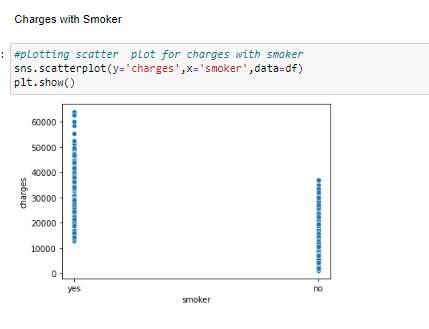 Charges with Smoker
: #plotting scatter  plot for charges with smoker
sns.scatterplot(y='charges',x='smoker',data=df)
plt.show()
60000
50000
40000
30000
20000
10000
0
charges
yes
no
smoker